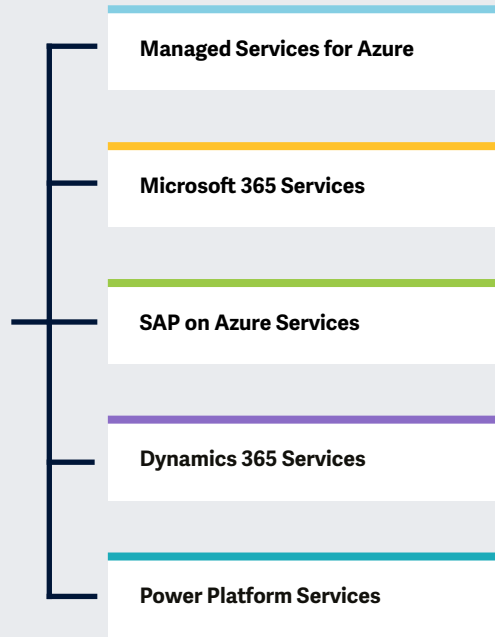 Managed Services for Azure
Microsoft 365 Services
SAP on Azure Services
Dynamics 365 Services
Power Platform Services